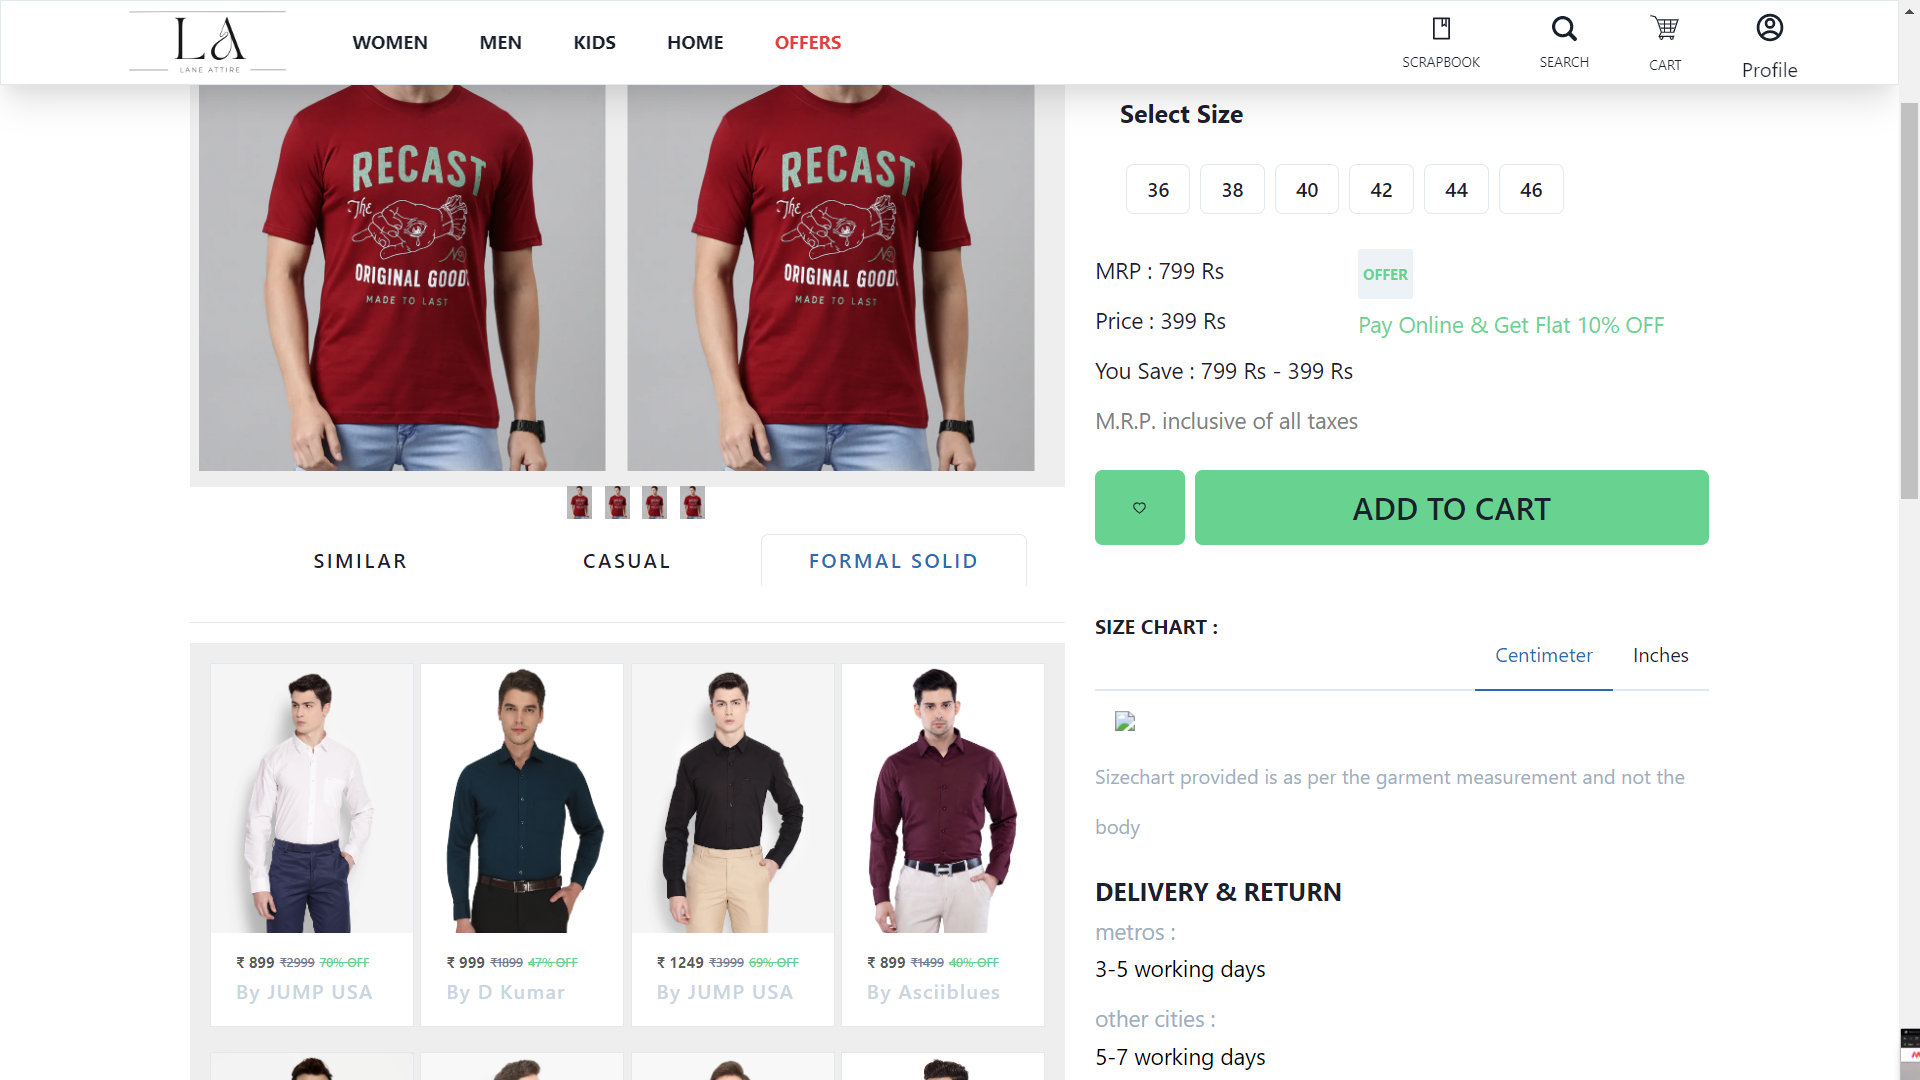 LA
LANE ATTIRE
WOMEN
MEN
KIDS
HOME
OFFERS
SCRAPBOOK
SEARCH
CART
Profile
RECAST
The
ORIGINAL GOODS
MADE TO LAST
RECAST
The
ORIGINAL GOODS
MADE TO LAST
SIMILAR
CASUAL
FORMAL SOLID
₹ 899 ₹2999 70% OFF
By JUMP USA
₹ 999 ₹1899 47% OFF
By D Kumar
₹ 1249 ₹3999 69% OFF
By JUMP USA
₹ 899 ₹1499 40% OFF
By Asciiblues
Select Size
36
38
40
42
44
46
MRP : 799 Rs
Price : 399 Rs
You Save : 799 Rs - 399 Rs
M.R.P. inclusive of all taxes
OFFER
Pay Online & Get Flat 10% OFF
ADD TO CART
SIZE CHART :
Centimeter
Inches
Sizechart provided is as per the garment measurement and not the
body
DELIVERY & RETURN
metros :
3-5 working days
other cities :
5-7 working days